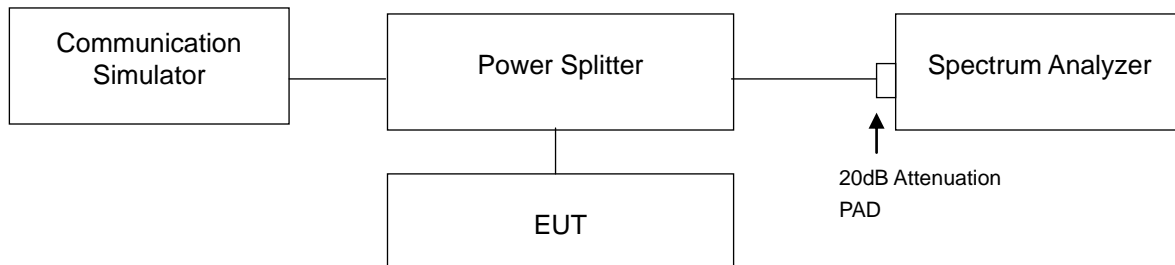 Communication
Simulator
Power Splitter
Spectrum Analyzer
EUT
20dB Attenuation
PAD